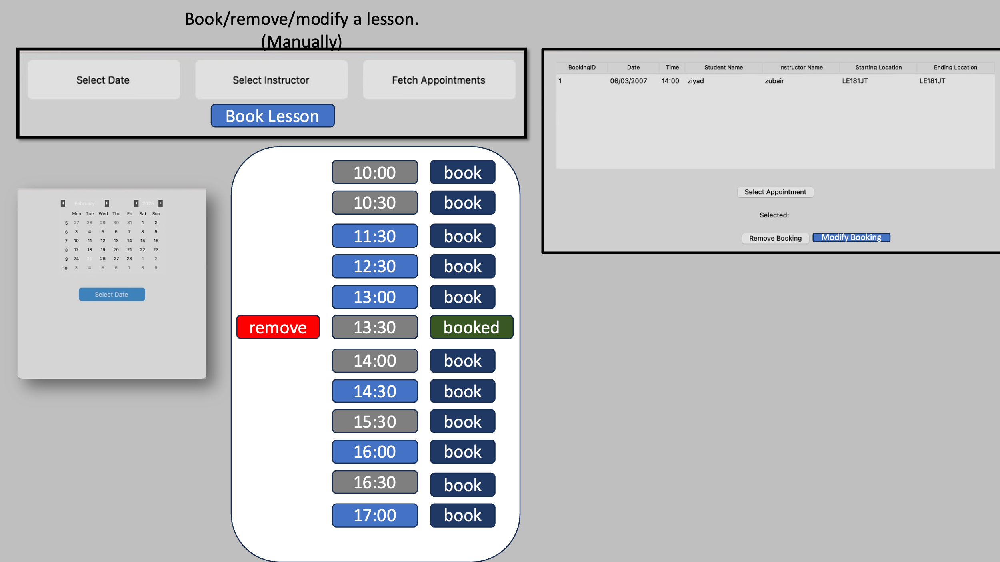 Book/remove/modify a lesson.
(Manually)
Select Date
Select Instructor
Fetch Appointments
Book Lesson
BookingID Date Time Student Name Instructor Name Starting Location Ending Location
1 06/03/2007 14:00 ziyad zubair LE181JT LE181JT
Select Appointment
Selected:
Remove Booking
Modify Booking
February 2025
Mon Tue Wed Thu Fri Sat Sun
5 27 28 29 30 31 1 2
6 3 4 5 6 7 8 9
7 10 11 12 13 14 15 16
8 17 18 19 20 21 22 23
9 24 25 26 27 28 1 2
10 3 4 5 6 7 8 9
Select Date
10:00 book
10:30 book
11:30 book
12:30 book
13:00 book
remove 13:30 booked
14:00 book
14:30 book
15:30 book
16:00 book
16:30 book
17:00 book